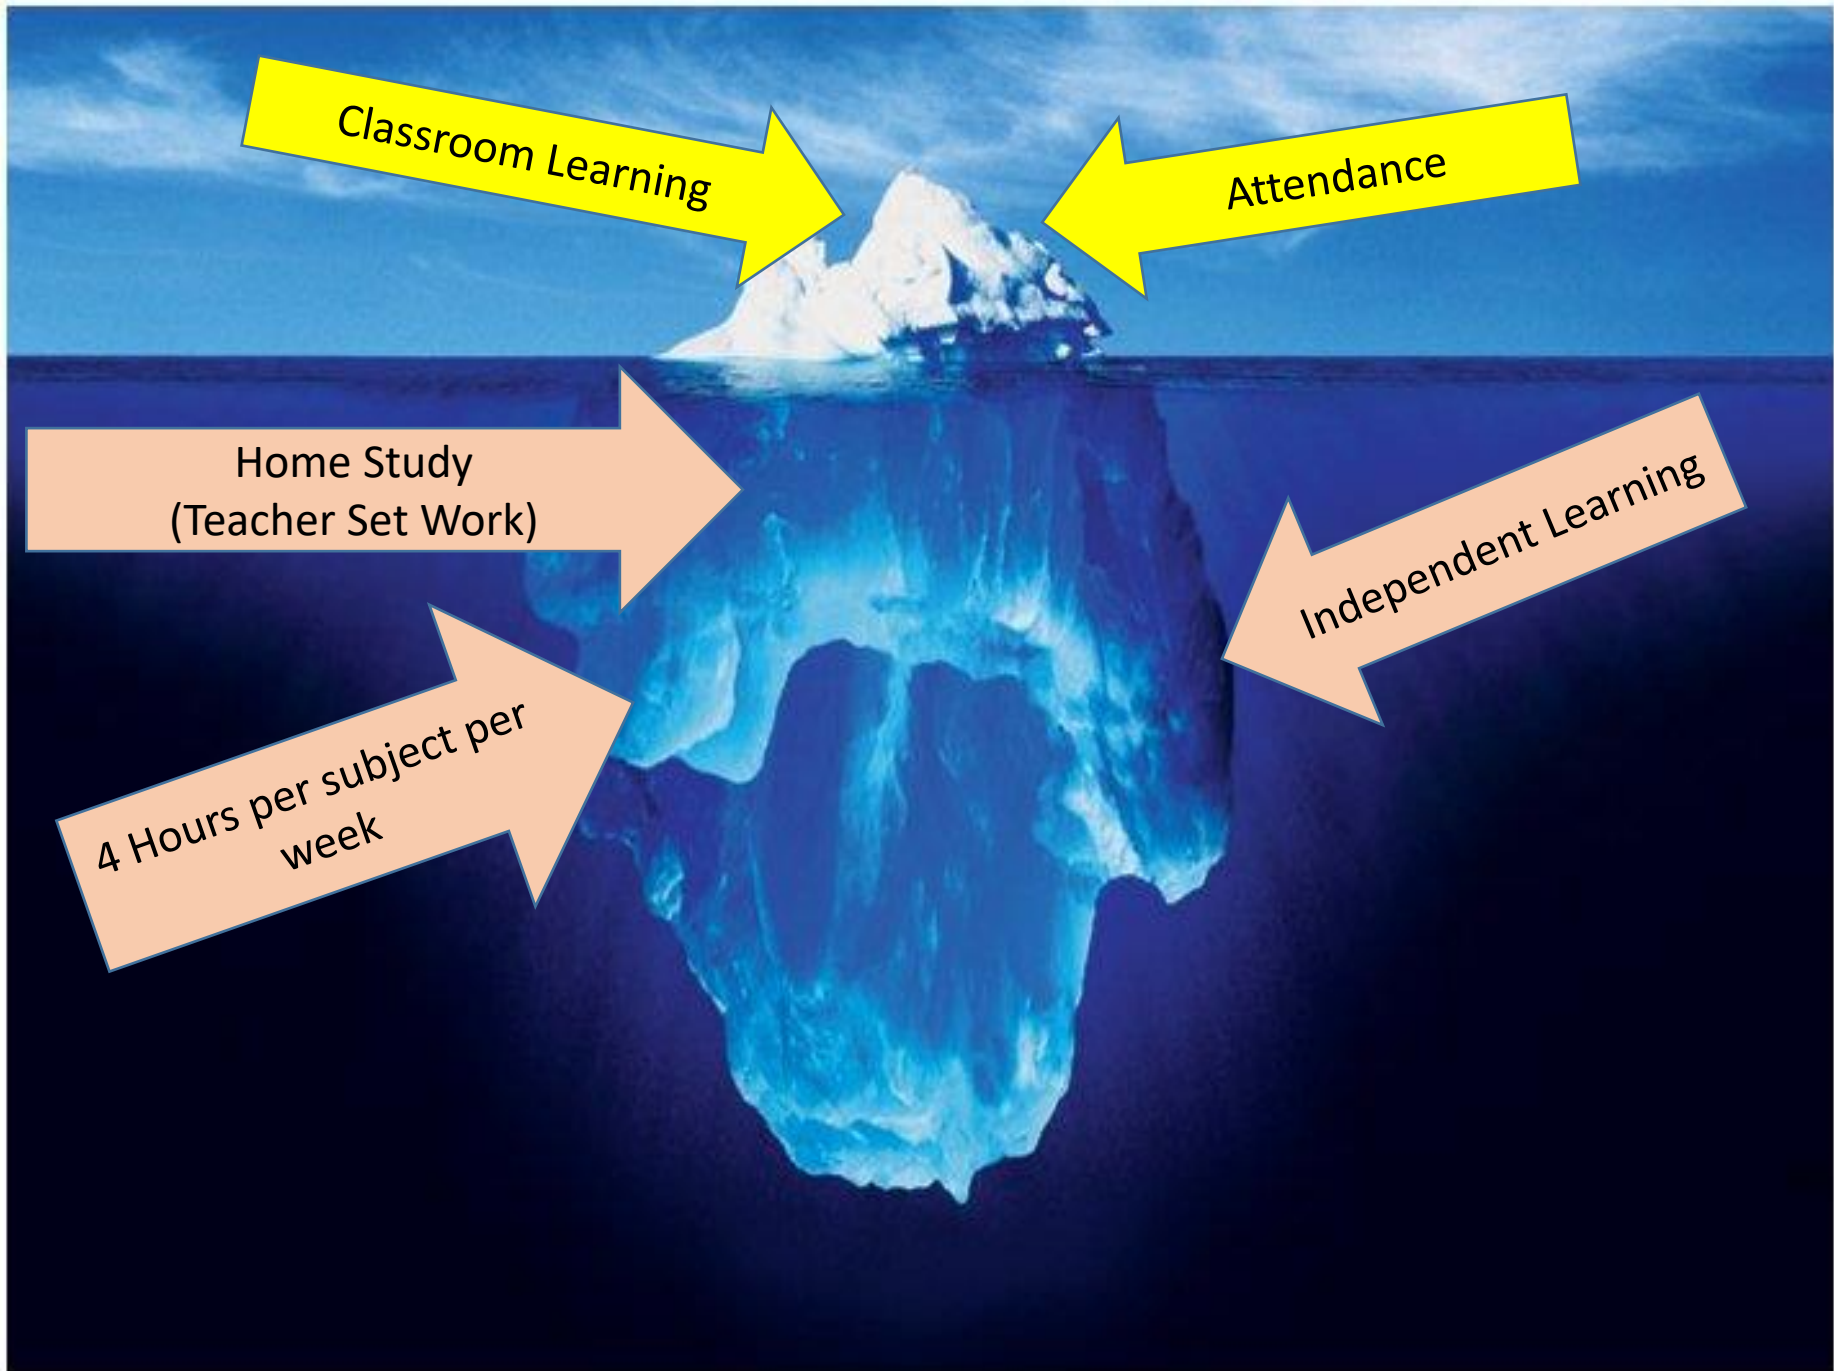 Classroom Learning
Attendance
Home Study
(Teacher Set Work)
Independent Learning
4 Hours per subject per
week